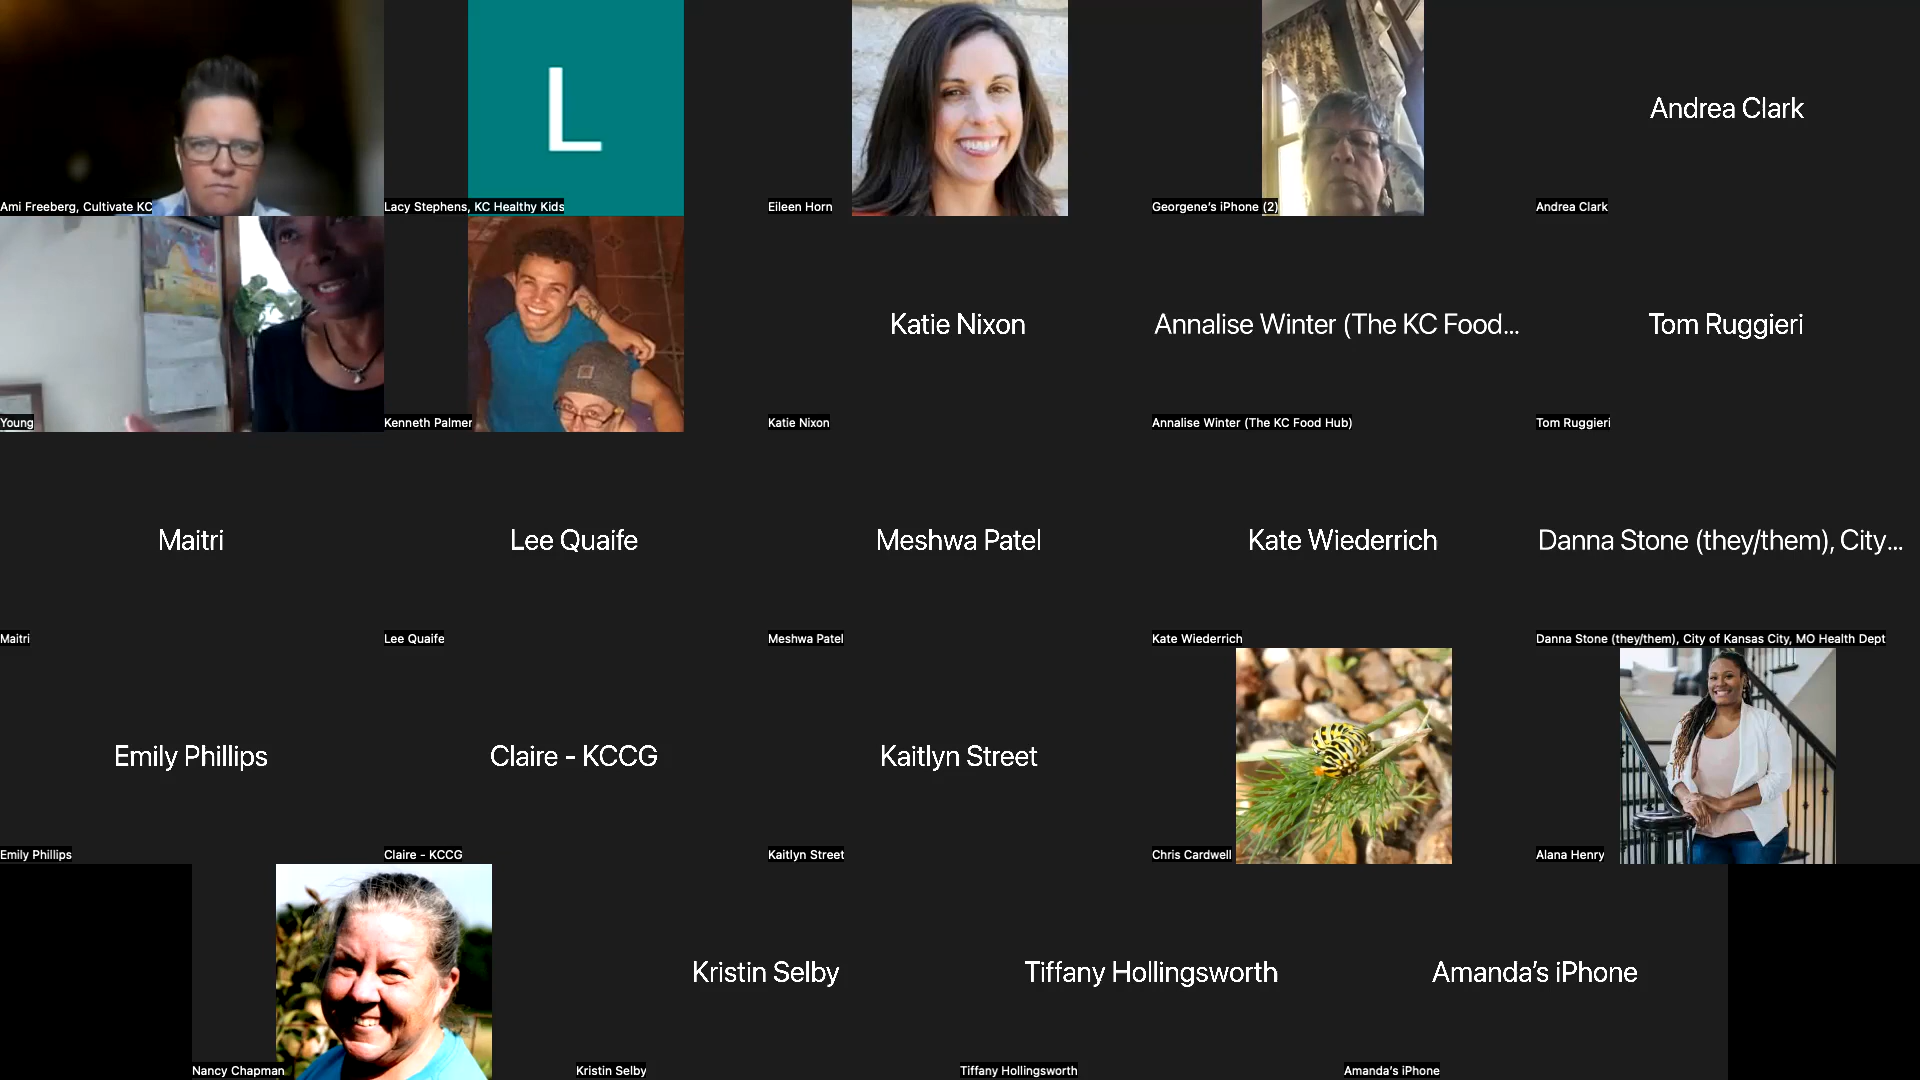 L
Andrea Clark
Ami Freeberg, Cultivate KC
Lacy Stephens, KC Healthy Kids
Eileen Horn
Georgene's iPhone (2)
Andrea Clark
Katie Nixon
Annalise Winter (The KC Food...
Tom Ruggieri
Young
Kenneth Palmer
Katie Nixon
Annalise Winter (The KC Food Hub)
Tom Ruggieri
Maitri
Lee Quaife
Meshwa Patel
Kate Wiederrich
Danna Stone (they/them), City...
Maitri
Lee Quaife
Meshwa Patel
Kate Wiederrich
Danna Stone (they/them), City of Kansas City, MO Health Dept
Emily Phillips
Claire - KCCG
Kaitlyn Street
Emily Phillips
Claire - KCCG
Kaitlyn Street
Chris Cardwell
Alana Henry
Kristin Selby
Tiffany Hollingsworth
Amanda's iPhone
Nancy Chapman
Kristin Selby
Tiffany Hollingsworth
Amanda's iPhone